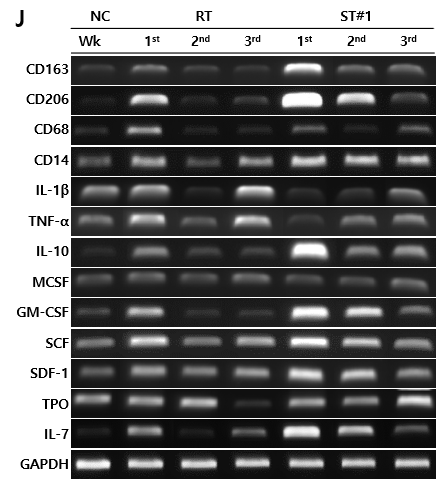 J
NC RT ST#1
Wk 1st 2nd 3rd 1st 2nd 3rd
CD163
CD206
CD68
CD14
IL-1β
TNF-α
IL-10
MCSF
GM-CSF
SCF
SDF-1
TPO
IL-7
GAPDH